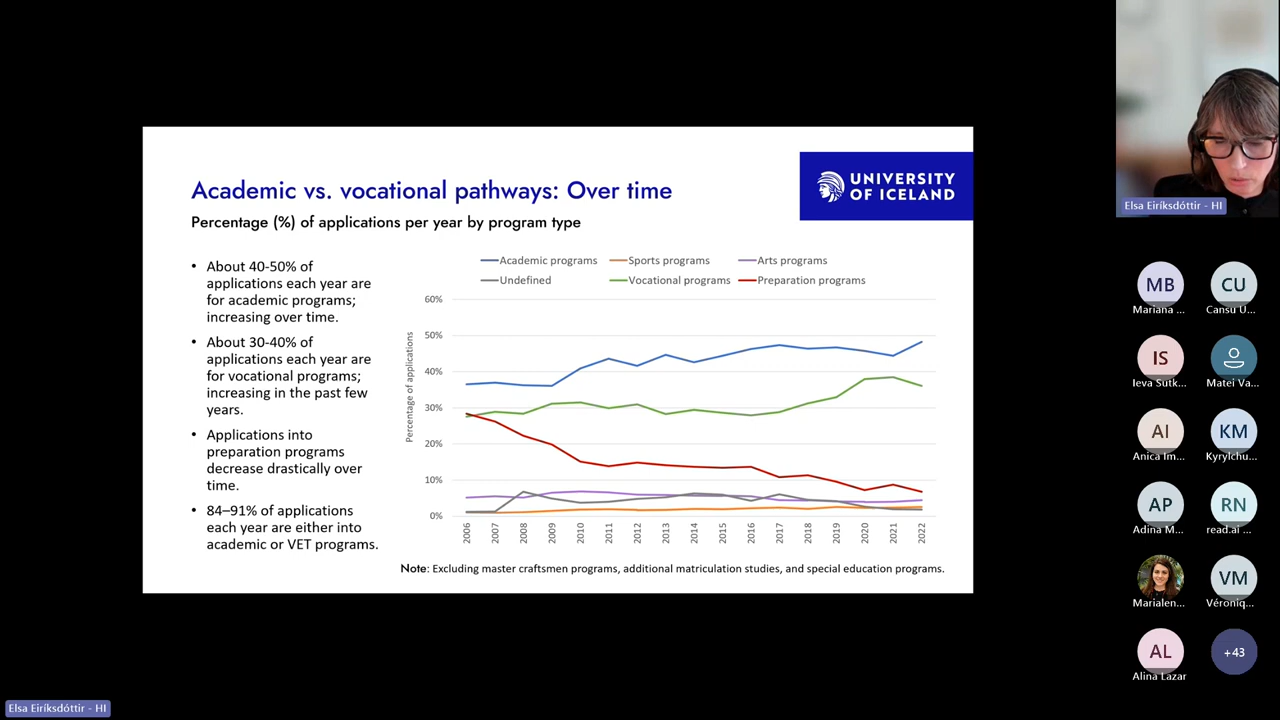 Academic vs. vocational pathways: Over time
UNIVERSITY
OF ICELAND
Percentage (%) of applications per year by program type
• About 40-50% of
applications each year are
for academic programs;
increasing over time.
• About 30-40% of
applications each year are
for vocational programs;
increasing in the past few
years.
• Applications into
preparation programs
decrease drastically over
time.
• 84–91% of applications
each year are either into
academic or VET programs.
Academic programs Sports programs Arts programs
Undefined Vocational programs Preparation programs
Percentage of applications
60%
50%
40%
30%
20%
10%
0%
2006 2007 2008 2009 2010 2011 2012 2013 2014 2015 2016 2017 2018 2019 2020 2021 2022
Note: Excluding master craftsmen programs, additional matriculation studies, and special education programs.
Elsa Eiríksdóttir - HI
MB CU
Mariana ... Cansu U...
IS
Ieva Sutk... Matei Va...
AI KM
Anica Im... Kyrylchu...
AP RN
Adina M... read.ai ...
VM
Marialen... Véroniq...
AL +43
Alina Lazar
Elsa Eiríksdóttir - HI